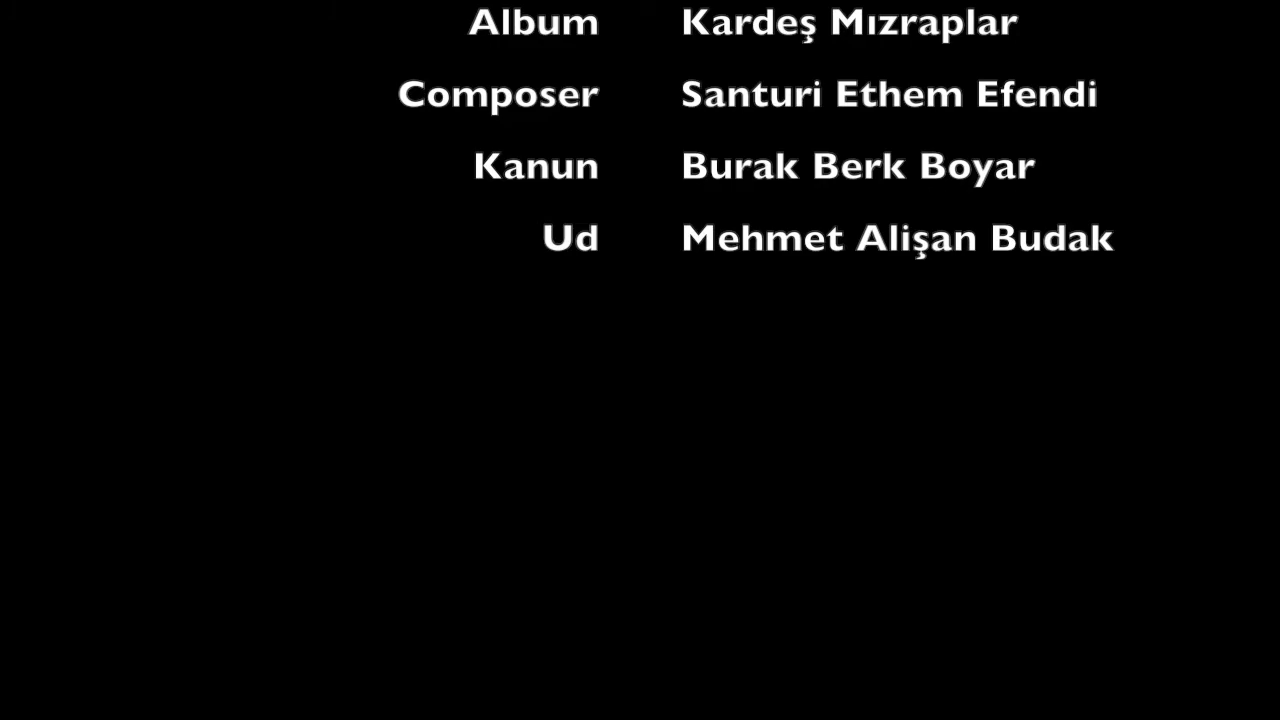 Album Kardeş Mızraplar
Composer Santuri Ethem Efendi
Kanun Burak Berk Boyar
Ud Mehmet Alişan Budak